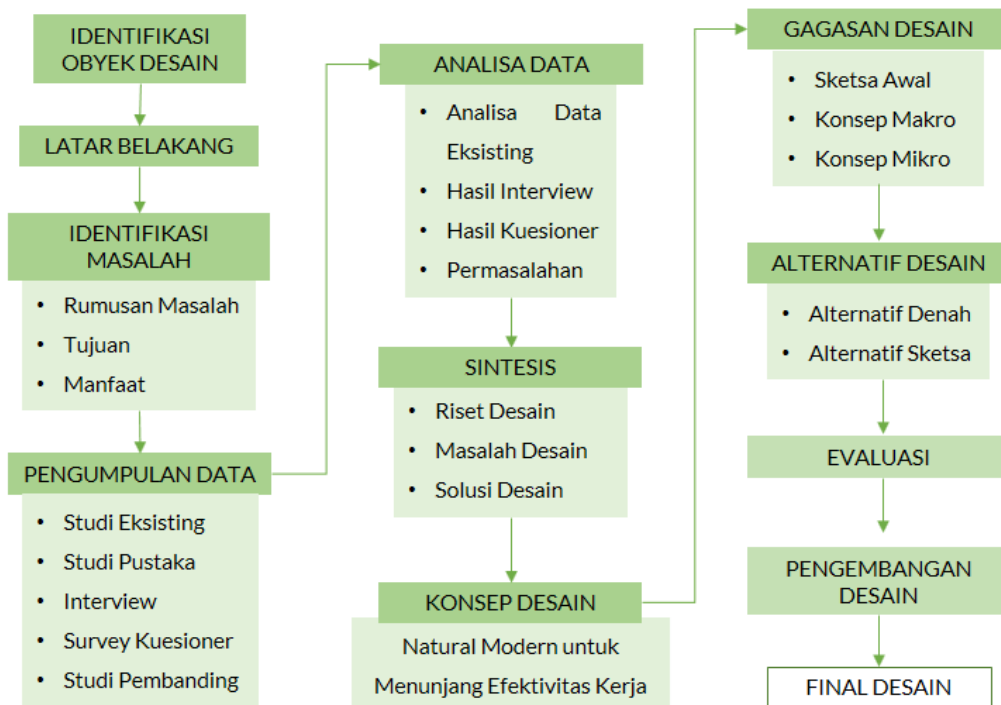 IDENTIFIKASI
OBYEK DESAIN
LATAR BELAKANG
IDENTIFIKASI
MASALAH
• Rumusan Masalah
• Tujuan
• Manfaat
PENGUMPULAN DATA
• Studi Eksisting
• Studi Pustaka
• Interview
• Survey Kuesioner
• Studi Pembanding
ANALISA DATA
• Analisa Data
Eksisting
• Hasil Interview
• Hasil Kuesioner
• Permasalahan
SINTESIS
• Riset Desain
• Masalah Desain
• Solusi Desain
KONSEP DESAIN
Natural Modern untuk
Menunjang Efektivitas Kerja
GAGASAN DESAIN
• Sketsa Awal
• Konsep Makro
• Konsep Mikro
ALTERNATIF DESAIN
• Alternatif Denah
• Alternatif Sketsa
EVALUASI
PENGEMBANGAN
DESAIN
FINAL DESAIN